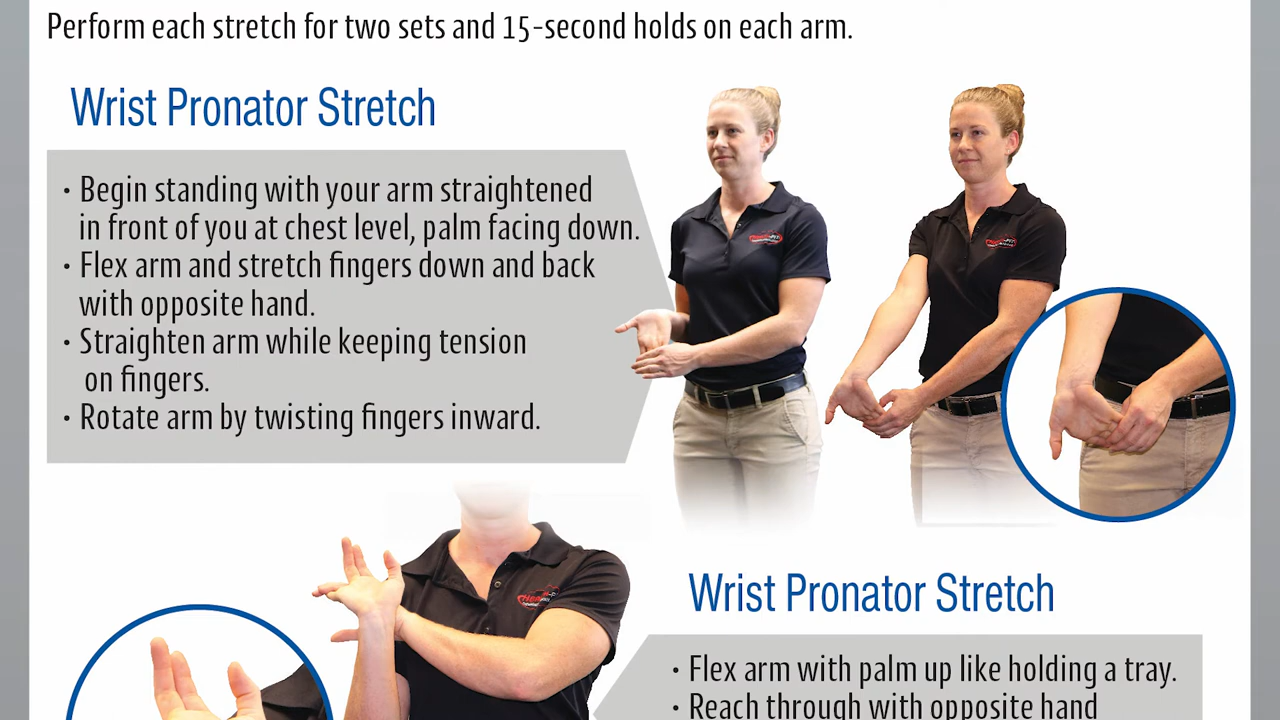 Perform each stretch for two sets and 15-second holds on each arm.
Wrist Pronator Stretch
• Begin standing with your arm straightened
in front of you at chest level, palm facing down.
• Flex arm and stretch fingers down and back
with opposite hand.
• Straighten arm while keeping tension
on fingers.
• Rotate arm by twisting fingers inward.
Wrist Pronator Stretch
• Flex arm with palm up like holding a tray.
• Reach through with opposite hand